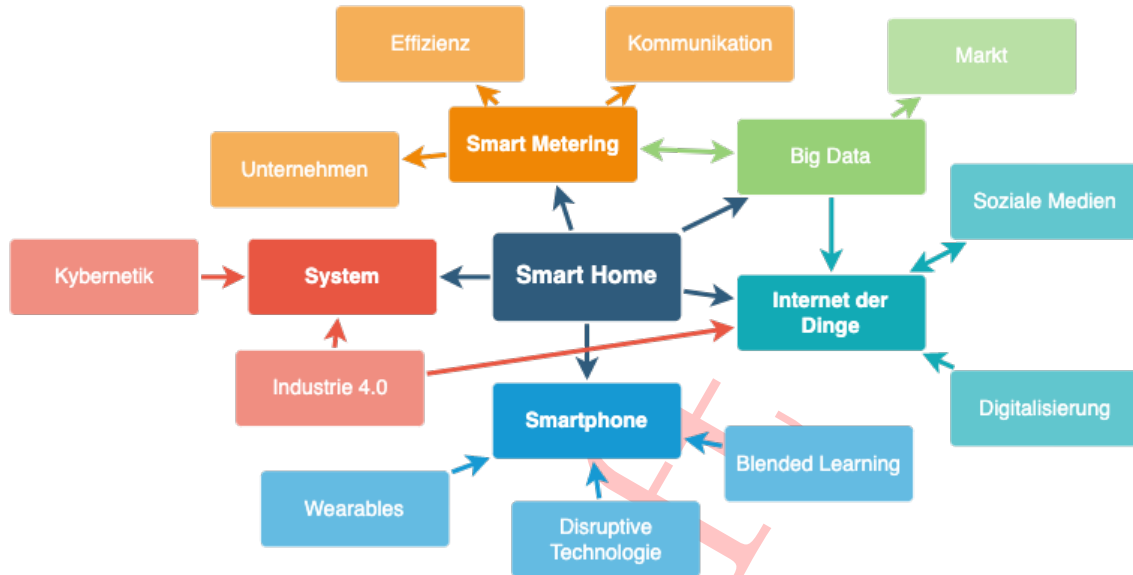 Effizienz
Kommunikation
Markt
Smart Metering
Big Data
Unternehmen
Soziale Medien
Kybernetik
System
Smart Home
Internet der
Dinge
Industrie 4.0
Smartphone
Digitalisierung
Blended Learning
Wearables
Disruptive
Technologie